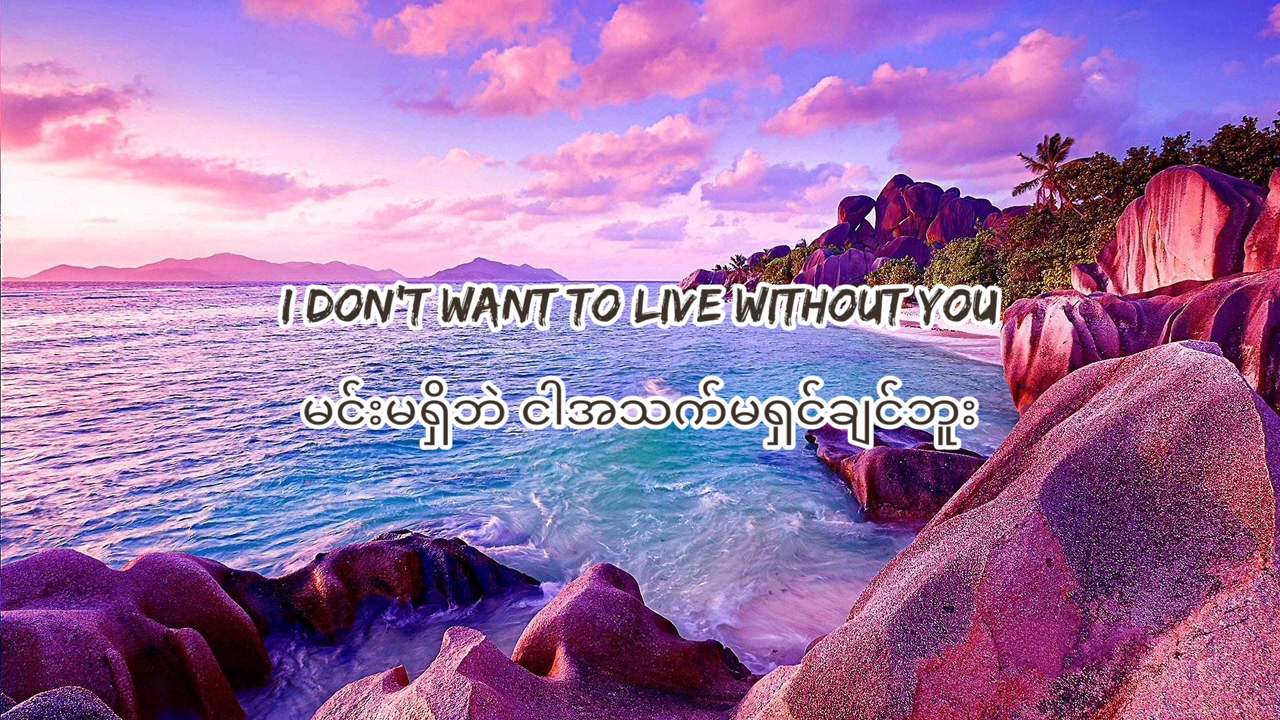 I DON'T WANT TO LIVE WITHOUT YOU
မင်းမရှိဘဲ ငါအသက်မရှင်ချင်ဘူး